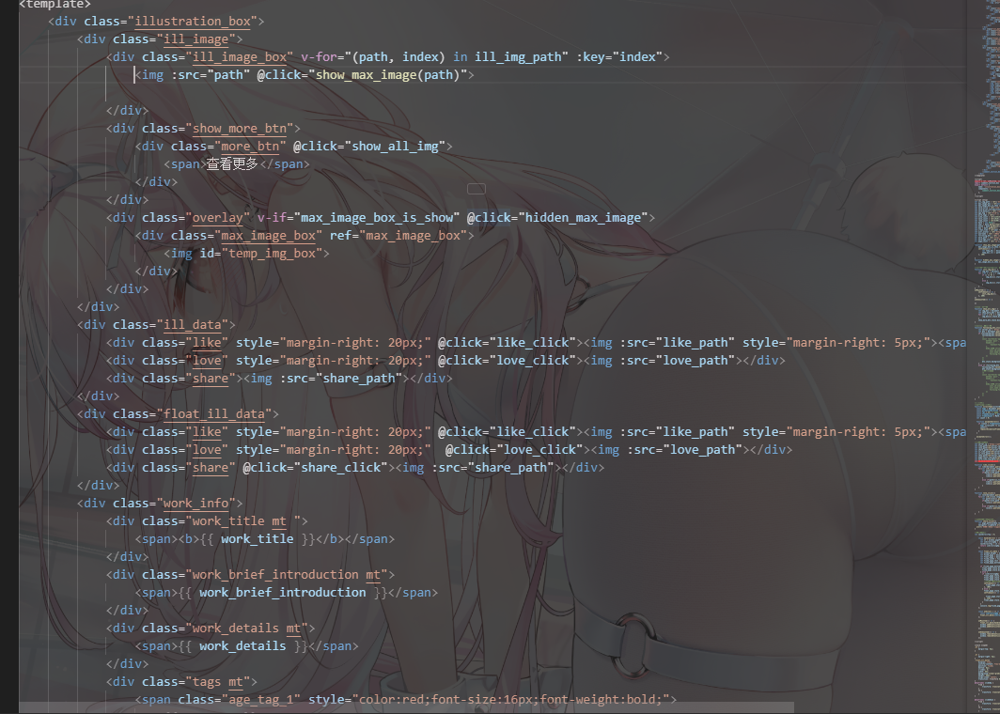 <template>
<div class="illustration_box">
<div class="ill_image">
<div class="ill_image_box" v-for="(path, index) in ill_img_path" :key="index">
<img :src="path" @click="show_max_image(path)">
</div>
<div class="show_more_btn">
<div class="more_btn" @click="show_all_img">
<span>查看更多</span>
</div>
</div>
<div class="overlay" v-if="max_image_box_is_show" @click="hidden_max_image">
<div class="max_image_box" ref="max_image_box">
<img id="temp_img_box">
</div>
</div>
</div>
<div class="ill_data">
<div class="like" style="margin-right: 20px;" @click="like_click"><img :src="like_path" style="margin-right: 5px;"><spa
<div class="love" style="margin-right: 20px;" @click="love_click"><img :src="love_path"></div>
<div class="share"><img :src="share_path"></div>
</div>
<div class="float_ill_data">
<div class="like" style="margin-right: 20px;" @click="like_click"><img :src="like_path" style="margin-right: 5px;"><spa
<div class="love" style="margin-right: 20px;"  @click="love_click"><img :src="love_path"></div>
<div class="share" @click="share_click"><img :src="share_path"></div>
</div>
<div class="work_info">
<div class="work_title mt ">
<span><b>{{ work_title }}</b></span>
</div>
<div class="work_brief_introduction mt">
<span>{{ work_brief_introduction }}</span>
</div>
<div class="work_details mt">
<span>{{ work_details }}</span>
</div>
<div class="tags mt">
<span class="age_tag_1" style="color:red;font-size:16px;font-weight:bold;">